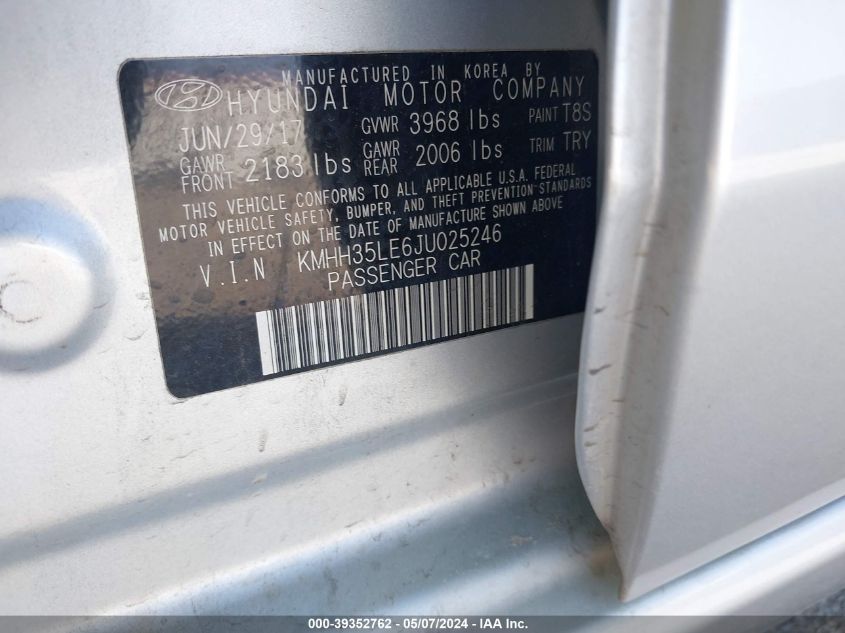 MANUFACTURED IN KOREA BY
HYUNDAI MOTOR COMPANY
JUN/29/17 GVWR 3968 lbs PAINT T8S
GAWR FRONT 2183 lbs GAWR REAR 2006 lbs TRIM TRY
THIS VEHICLE CONFORMS TO ALL APPLICABLE U.S.A. FEDERAL
MOTOR VEHICLE SAFETY, BUMPER, AND THEFT PREVENTION STANDARDS
IN EFFECT ON THE DATE OF MANUFACTURE SHOWN ABOVE
V.I.N KMHH35LE6JU025246
PASSENGER CAR
000-39352762 - 05/07/2024 - IAA Inc.